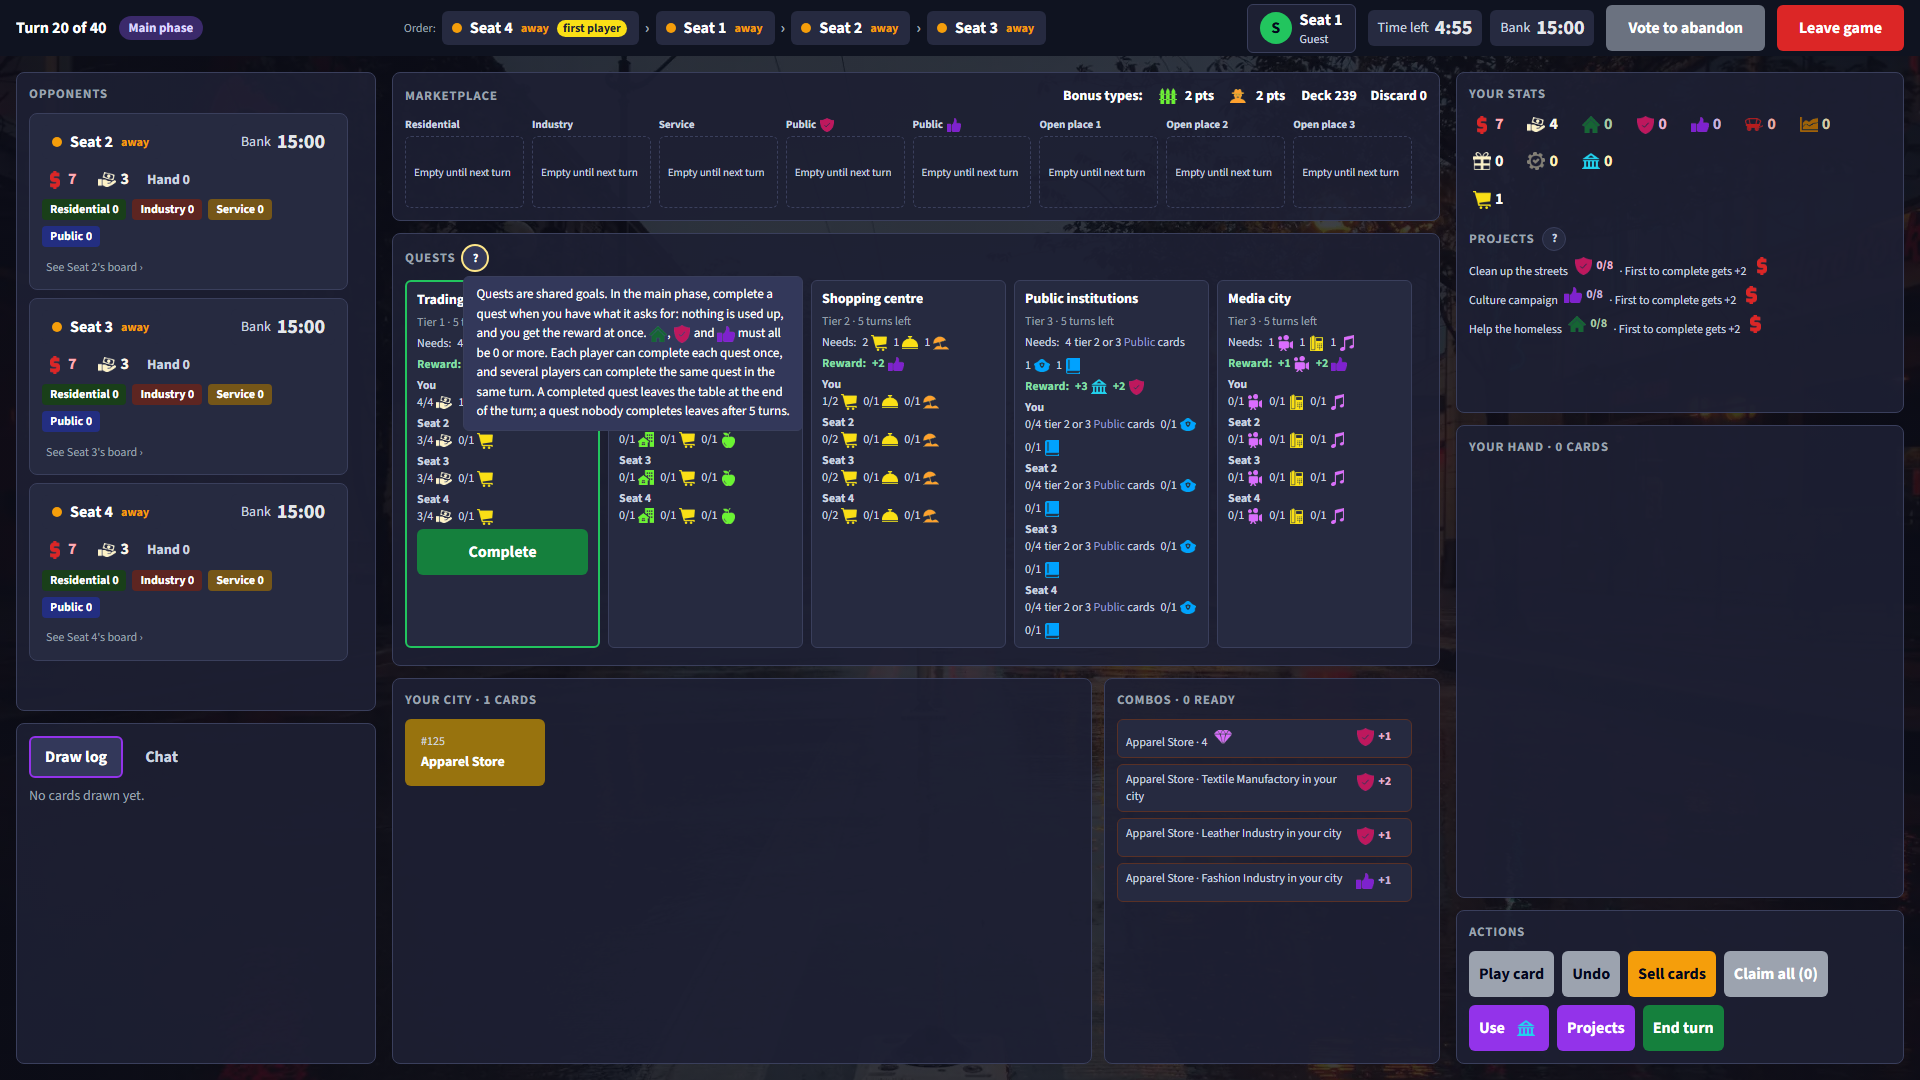 Turn 20 of 40
Main phase
Order:
Seat 4 away first player
› Seat 1 away
› Seat 2 away
› Seat 3 away
S
Seat 1
Guest
Time left 4:55
Bank 15:00
Vote to abandon
Leave game
OPPONENTS
Seat 2 away
Bank 15:00
7 3 Hand 0
Residential 0 Industry 0 Service 0
Public 0
See Seat 2's board ›
Seat 3 away
Bank 15:00
7 3 Hand 0
Residential 0 Industry 0 Service 0
Public 0
See Seat 3's board ›
Seat 4 away
Bank 15:00
7 3 Hand 0
Residential 0 Industry 0 Service 0
Public 0
See Seat 4's board ›
Draw log
Chat
No cards drawn yet.
MARKETPLACE
Bonus types: 2 pts 2 pts Deck 239 Discard 0
Residential
Industry
Service
Public
Public
Open place 1
Open place 2
Open place 3
Empty until next turn
Empty until next turn
Empty until next turn
Empty until next turn
Empty until next turn
Empty until next turn
Empty until next turn
Empty until next turn
QUESTS ?
Quests are shared goals. In the main phase, complete a
quest when you have what it asks for: nothing is used up,
and you get the reward at once. , and must all
be 0 or more. Each player can complete each quest once,
and several players can complete the same quest in the
same turn. A completed quest leaves the table at the end
of the turn; a quest nobody completes leaves after 5 turns.
Trading
Tier 1 · 5 t
Needs: 4
Reward:
You
4/4 1
Seat 2
3/4 0/1
Seat 3
3/4 0/1
Seat 4
3/4 0/1
Complete
0/1 0/1 0/1
Seat 3
0/1 0/1 0/1
Seat 4
0/1 0/1 0/1
Shopping centre
Tier 2 · 5 turns left
Needs: 2 1 1
Reward: +2
You
1/2 0/1 0/1
Seat 2
0/2 0/1 0/1
Seat 3
0/2 0/1 0/1
Seat 4
0/2 0/1 0/1
Public institutions
Tier 3 · 5 turns left
Needs: 4 tier 2 or 3 Public cards
1 1
Reward: +3 +2
You
0/4 tier 2 or 3 Public cards 0/1
0/1
Seat 2
0/4 tier 2 or 3 Public cards 0/1
0/1
Seat 3
0/4 tier 2 or 3 Public cards 0/1
0/1
Seat 4
0/4 tier 2 or 3 Public cards 0/1
0/1
Media city
Tier 3 · 5 turns left
Needs: 1 1 1
Reward: +1 +2
You
0/1 0/1 0/1
Seat 2
0/1 0/1 0/1
Seat 3
0/1 0/1 0/1
Seat 4
0/1 0/1 0/1
YOUR CITY · 1 CARDS
#125
Apparel Store
COMBOS · 0 READY
Apparel Store · 4 +1
Apparel Store · Textile Manufactory in your
city
+2
Apparel Store · Leather Industry in your city +1
Apparel Store · Fashion Industry in your city +1
YOUR STATS
7 4 0 0 0 0 0
0 0 0
1
PROJECTS ?
Clean up the streets 0/8 · First to complete gets +2
Culture campaign 0/8 · First to complete gets +2
Help the homeless 0/8 · First to complete gets +2
YOUR HAND · 0 CARDS
ACTIONS
Play card
Undo
Sell cards
Claim all (0)
Use
Projects
End turn